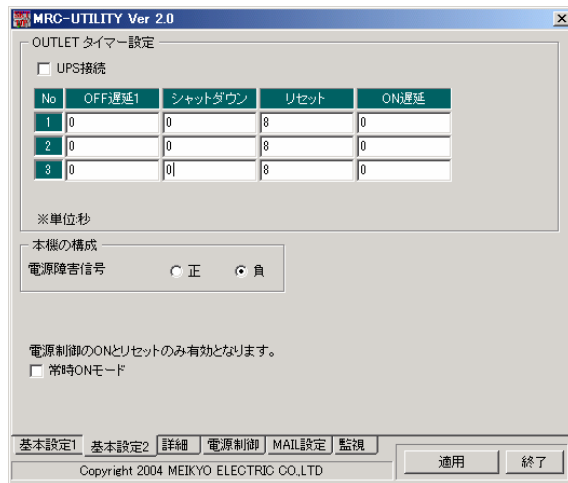 MRC-UTILITY Ver 2.0
OUTLET タイマー設定
UPS接続
No OFF遅延1 シャットダウン リセット ON遅延
1 0 0 8 0
2 0 0 8 0
3 0 0 8 0
※単位:秒
本機の構成
電源障害信号 正 負
電源制御のONとリセットのみ有効となります。
常時ONモード
基本設定1 基本設定2 詳細 電源制御 MAIL設定 監視
Copyright 2004 MEIKYO ELECTRIC CO.,LTD 適用 終了